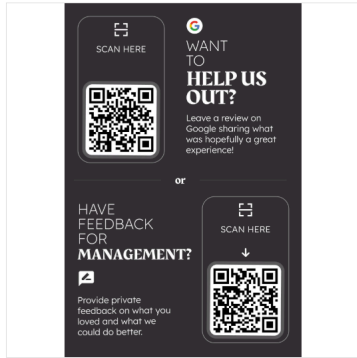 SCAN HERE
WANT
TO
HELP US
OUT?
Leave a review on
Google sharing what
was hopefully a great
experience!
or
HAVE
FEEDBACK
FOR
MANAGEMENT?
Provide private
feedback on what you
loved and what we
could do better.
SCAN HERE